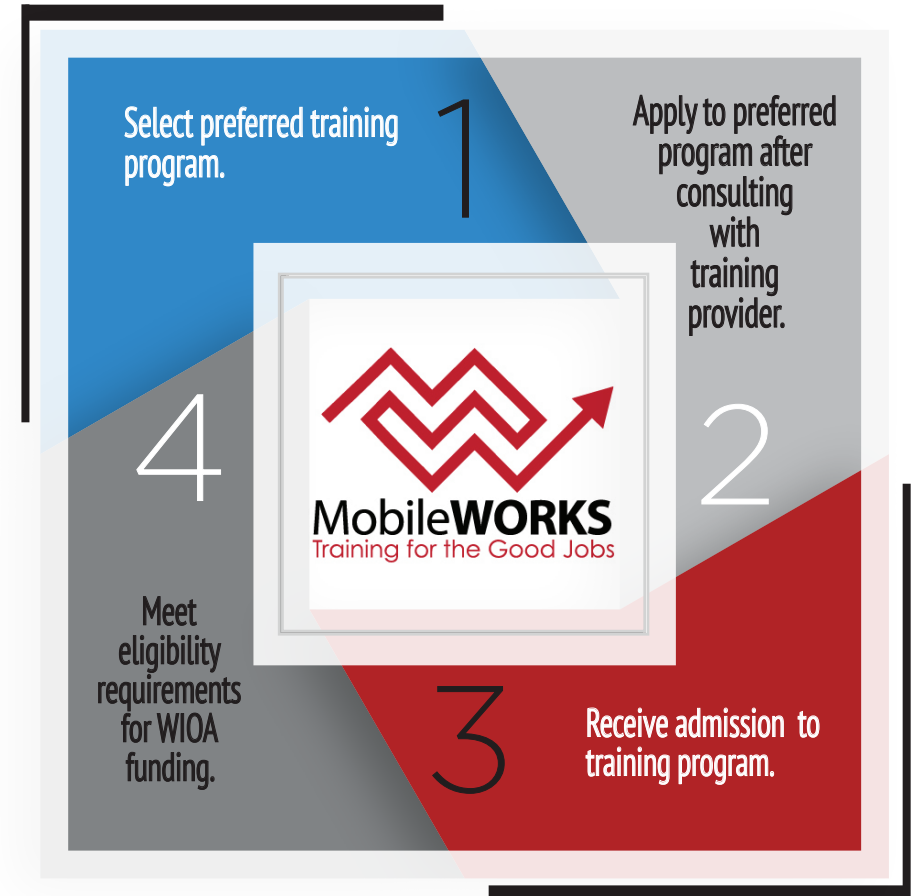 1
Select preferred training
program.
Apply to preferred
program after
consulting
with
training
provider.
2
MobileWORKS
Training for the Good Jobs
3
Receive admission to
training program.
4
Meet
eligibility
requirements
for WIOA
funding.